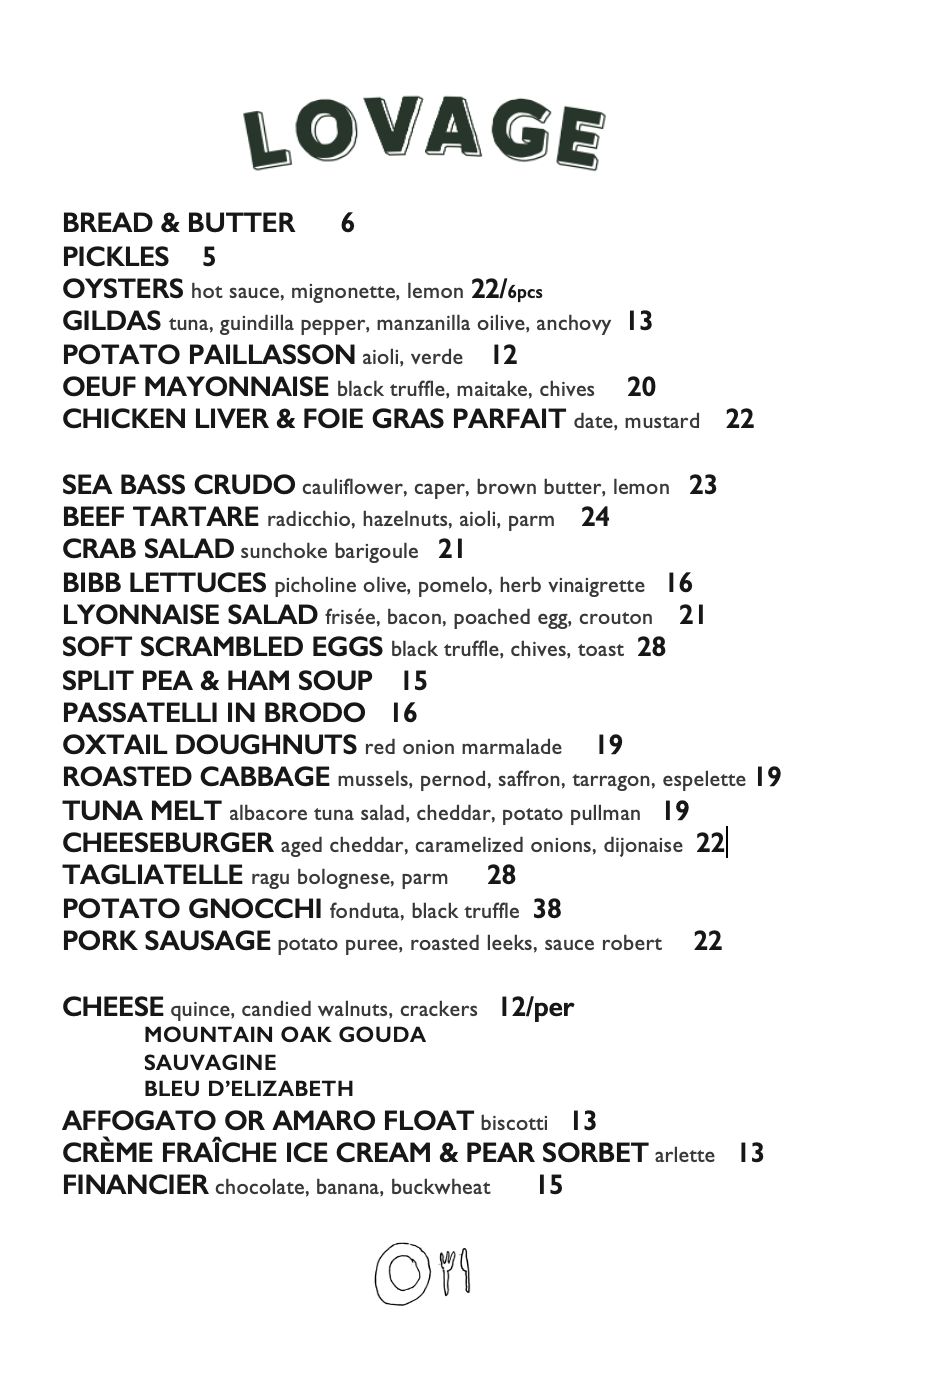 LOVAGE
BREAD & BUTTER 6
PICKLES 5
OYSTERS hot sauce, mignonette, lemon 22/6pcs
GILDAS tuna, guindilla pepper, manzanilla oilive, anchovy 13
POTATO PAILLASSON aioli, verde 12
OEUF MAYONNAISE black truffle, maitake, chives 20
CHICKEN LIVER & FOIE GRAS PARFAIT date, mustard 22
SEA BASS CRUDO cauliflower, caper, brown butter, lemon 23
BEEF TARTARE radicchio, hazelnuts, aioli, parm 24
CRAB SALAD sunchoke barigoule 21
BIBB LETTUCES picholine olive, pomelo, herb vinaigrette 16
LYONNAISE SALAD frisée, bacon, poached egg, crouton 21
SOFT SCRAMBLED EGGS black truffle, chives, toast 28
SPLIT PEA & HAM SOUP 15
PASSATELLI IN BRODO 16
OXTAIL DOUGHNUTS red onion marmalade 19
ROASTED CABBAGE mussels, pernod, saffron, tarragon, espelette 19
TUNA MELT albacore tuna salad, cheddar, potato pullman 19
CHEESEBURGER aged cheddar, caramelized onions, dijonaise 22
TAGLIATELLE ragu bolognese, parm 28
POTATO GNOCCHI fonduta, black truffle 38
PORK SAUSAGE potato puree, roasted leeks, sauce robert 22
CHEESE quince, candied walnuts, crackers 12/per
MOUNTAIN OAK GOUDA
SAUVAGINE
BLEU D'ELIZABETH
AFFOGATO OR AMARO FLOAT biscotti 13
CRÈME FRAÎCHE ICE CREAM & PEAR SORBET arlette 13
FINANCIER chocolate, banana, buckwheat 15